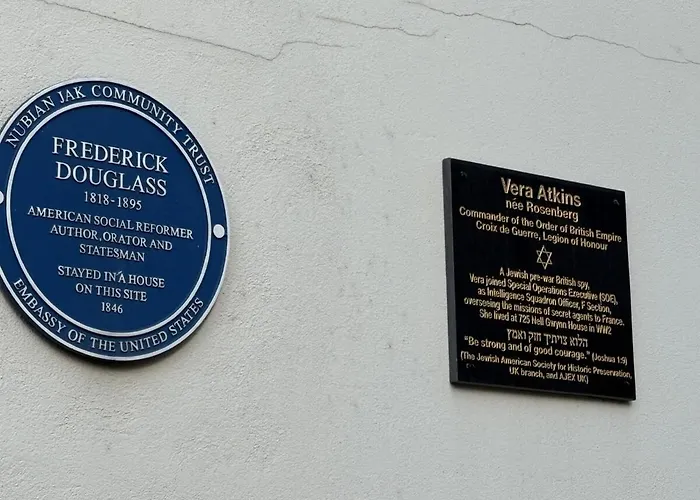 NUBIAN JAK COMMUNITY TRUST
FREDERICK
DOUGLASS
1818-1895
AMERICAN SOCIAL REFORMER
AUTHOR, ORATOR AND
STATESMAN
STAYED IN A HOUSE
ON THIS SITE
1846
EMBASSY OF THE UNITED STATES
Vera Atkins
née Rosenberg
Commander of the Order of British Empire
Croix de Guerre, Legion of Honour
A Jewish pre-war British spy,
Vera joined Special Operations Executive (SOE),
as Intelligence Squadron Officer, F Section,
overseeing the missions of secret agents to France.
She lived at 725 Nell Gwynn House in WW2
הלוא צויתיך חזק ואמץ
"Be strong and of good courage." (Joshua 1:9)
(The Jewish American Society for Historic Preservation,
UK branch, and AJEX UK)